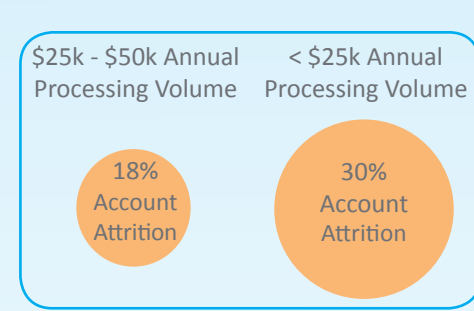 $25k - $50k Annual
Processing Volume
18%
Account
Attrition
< $25k Annual
Processing Volume
30%
Account
Attrition